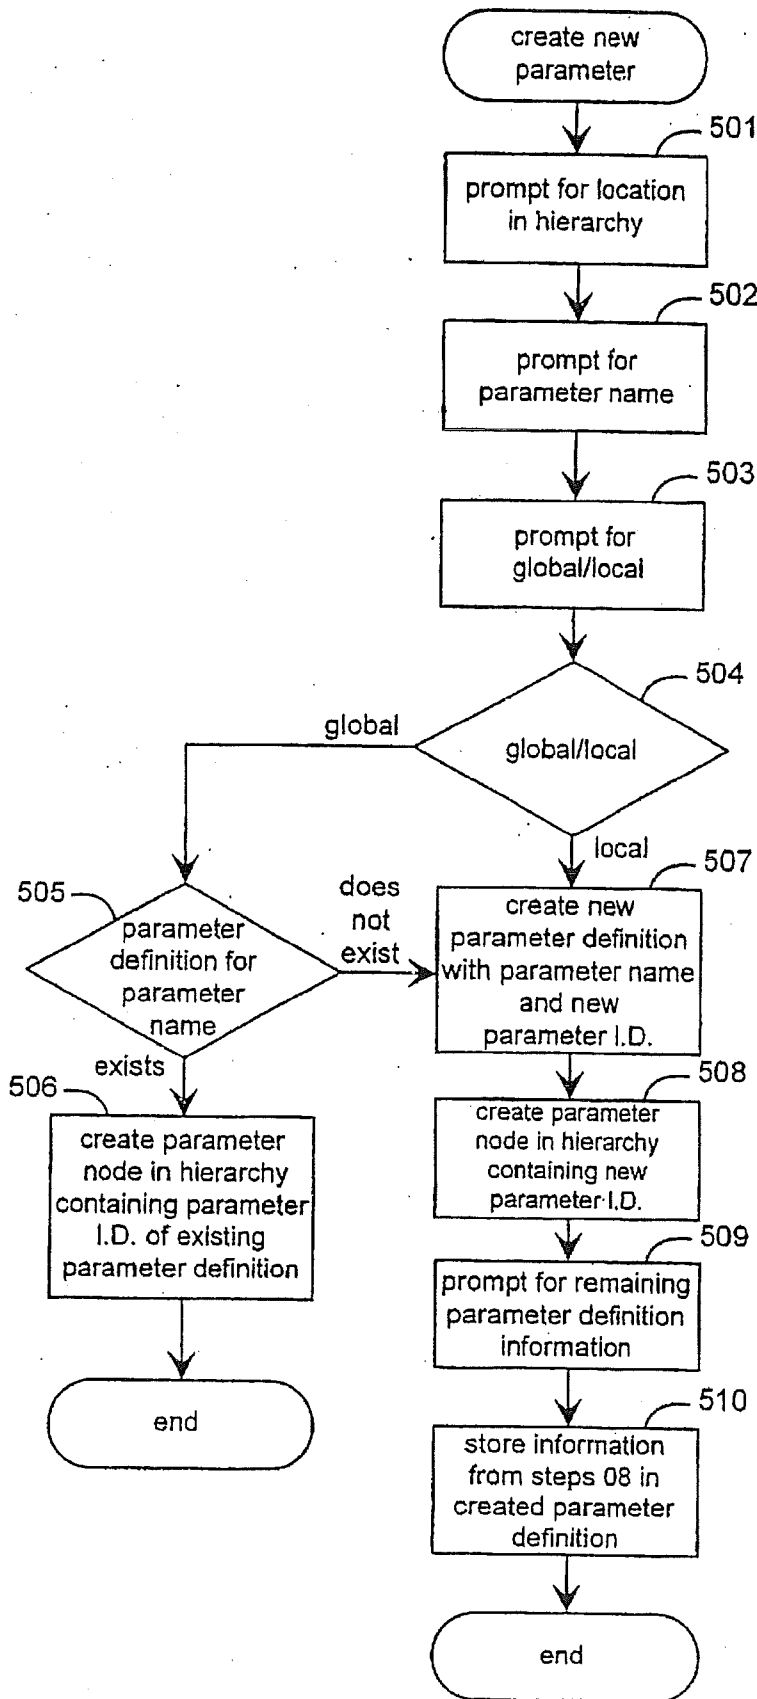 create new
parameter
501
prompt for location
in hierarchy
502
prompt for
parameter name
503
prompt for
global/local
504
global/local
global
local
505
parameter
definition for
parameter
name
does
not
exist
exists
506
create parameter
node in hierarchy
containing parameter
I.D. of existing
parameter definition
end
507
create new
parameter definition
with parameter name
and new
parameter I.D.
508
create parameter
node in hierarchy
containing new
parameter I.D.
509
prompt for remaining
parameter definition
information
510
store information
from steps 08 in
created parameter
definition
end